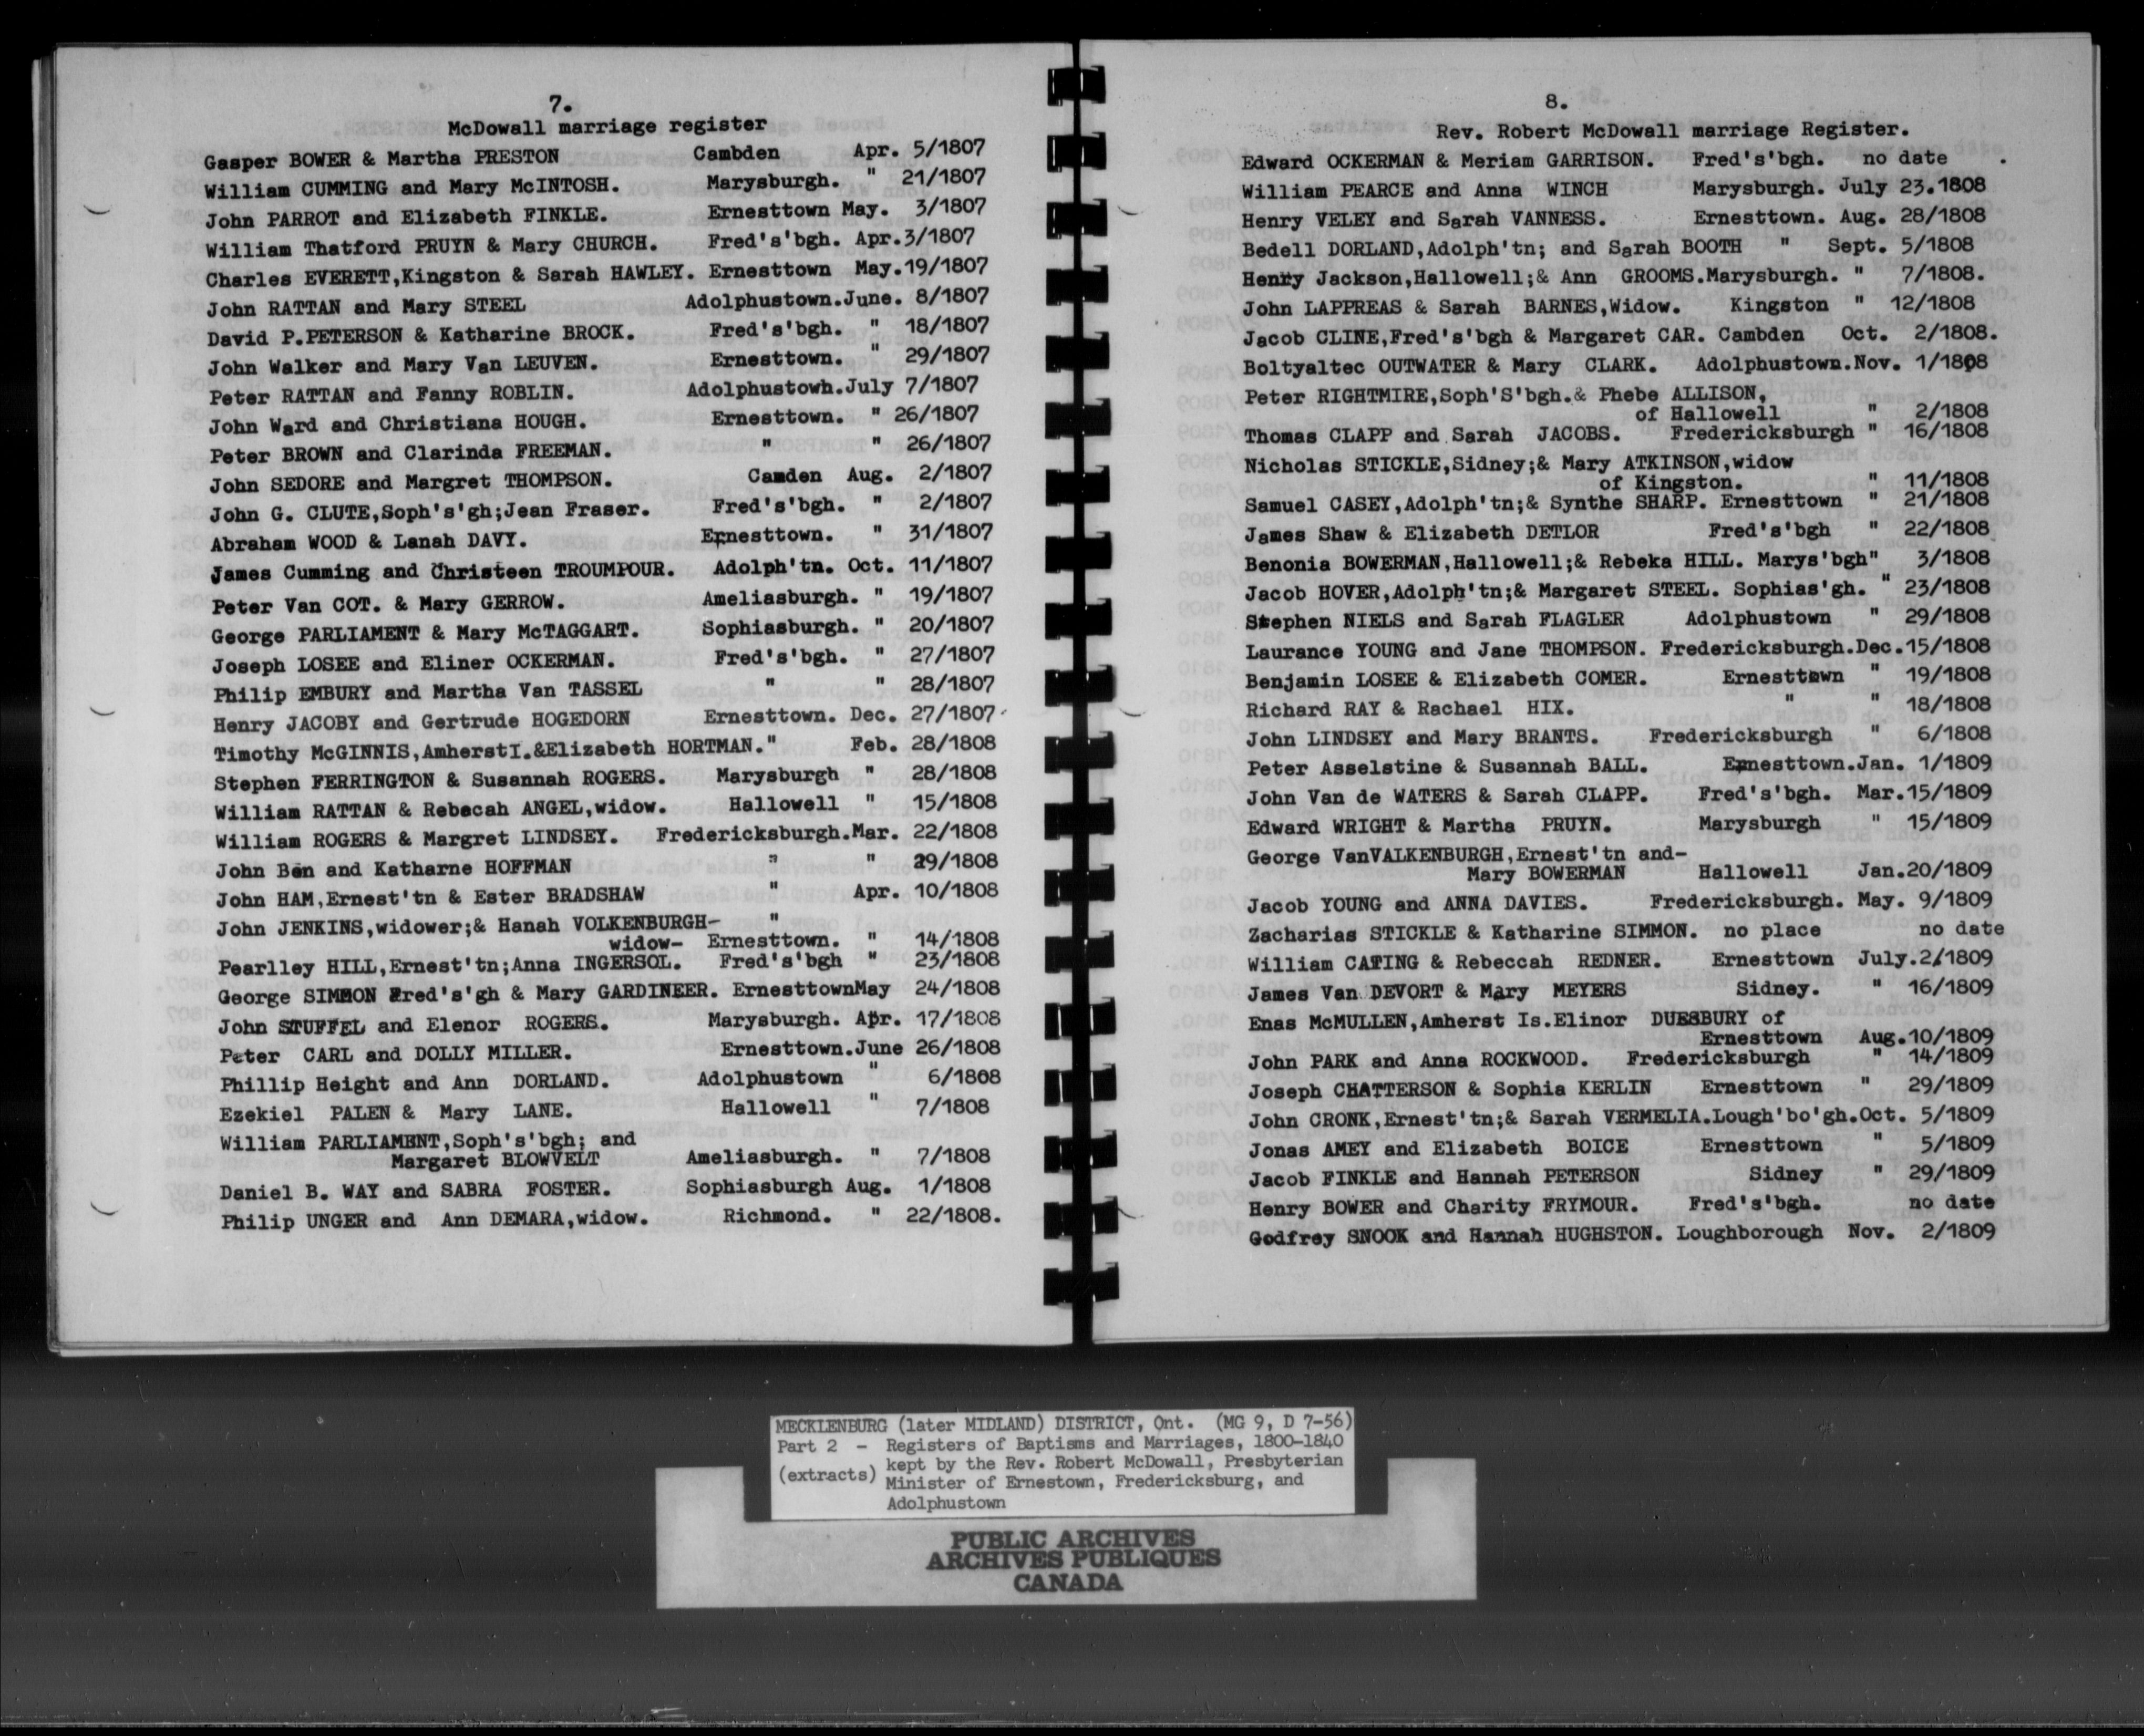 7.
McDowall marriage register
Gasper BOWER & Martha PRESTON Cambden Apr. 5/1807
William CUMMING and Mary McINTOSH. Marysburgh. " 21/1807
John PARROT and Elizabeth FINKLE. Ernesttown May. 3/1807
William Thatford PRUYN & Mary CHURCH. Fred's'bgh. Apr.3/1807
Charles EVERETT,Kingston & Sarah HAWLEY. Ernesttown May.19/1807
John RATTAN and Mary STEEL Adolphustown.June. 8/1807
David P.PETERSON & Katharine BROCK. Fred's'bgh. " 18/1807
John Walker and Mary Van LEUVEN. Ernesttown. " 29/1807
Peter RATTAN and Fanny ROBLIN. Adolphustowh.July 7/1807
John Ward and Christiana HOUGH. Ernesttown. " 26/1807
Peter BROWN and Clarinda FREEMAN. " " 26/1807
John SEDORE and Margret THOMPSON. Camden Aug. 2/1807
John G. CLUTE,Soph's'gh;Jean Fraser. Fred's'bgh. " 2/1807
Abraham WOOD & Lanah DAVY. Ernesttown. " 31/1807
James Cumming and Christeen TROUMPOUR. Adolph'tn. Oct. 11/1807
Peter Van COT. & Mary GERROW. Ameliasburgh. " 19/1807
George PARLIAMENT & Mary McTAGGART. Sophiasburgh. " 20/1807
Joseph LOSEE and Eliner OCKERMAN. Fred's'bgh. " 27/1807
Philip EMBURY and Martha Van TASSEL " " 28/1807
Henry JACOBY and Gertrude HOGEDORN Ernesttown. Dec. 27/1807
Timothy McGINNIS,AmherstI.&Elizabeth HORTMAN." Feb. 28/1808
Stephen FERRINGTON & Susannah ROGERS. Marysburgh " 28/1808
William RATTAN & Rebecah ANGEL,widow. Hallowell " 15/1808
William ROGERS & Margret LINDSEY. Fredericksburgh.Mar. 22/1808
John Ben and Katharne HOFFMAN " " 29/1808
John HAM,Ernest'tn & Ester BRADSHAW " Apr. 10/1808
John JENKINS,widower;& Hanah VOLKENBURGH- "
widow- Ernesttown. " 14/1808
Pearlley HILL,Ernest'tn;Anna INGERSOL. Fred's'bgh " 23/1808
George SIMMON Fred's'gh & Mary GARDINEER. ErnesttownMay 24/1808
John STUFFEL and Elenor ROGERS. Marysburgh. Apr. 17/1808
Peter CARL and DOLLY MILLER. Ernesttown.June 26/1808
Phillip Height and Ann DORLAND. Adolphustown " 6/1808
Ezekiel PALEN & Mary LANE. Hallowell " 7/1808
William PARLIAMENT,Soph's'bgh; and
Margaret BLOWVELT Ameliasburgh. " 7/1808
Daniel B. WAY and SABRA FOSTER. Sophiasburgh Aug. 1/1808
Philip UNGER and Ann DEMARA,widow. Richmond. " 22/1808.
8.
Rev. Robert McDowall marriage Register.
Edward OCKERMAN & Meriam GARRISON. Fred's'bgh. no date .
William PEARCE and Anna WINCH Marysburgh. July 23.1808
Henry VELEY and Sarah VANNESS. Ernesttown. Aug. 28/1808
Bedell DORLAND,Adolph'tn; and Sarah BOOTH " Sept. 5/1808
Henry Jackson,Hallowell;& Ann GROOMS.Marysburgh. " 7/1808.
John LAPPREAS & Sarah BARNES,Widow. Kingston " 12/1808
Jacob CLINE,Fred's'bgh & Margaret CAR. Cambden Oct. 2/1808.
Boltyaltec OUTWATER & Mary CLARK. Adolphustown.Nov. 1/1808
Peter RIGHTMIRE,Soph'S'bgh.& Phebe ALLISON,
of Hallowell " 2/1808
Thomas CLAPP and Sarah JACOBS. Fredericksburgh " 16/1808
Nicholas STICKLE,Sidney;& Mary ATKINSON,widow
of Kingston. " 11/1808
Samuel CASEY,Adolph'tn;& Synthe SHARP. Ernesttown " 21/1808
James Shaw & Elizabeth DETLOR Fred's'bgh " 22/1808
Benonia BOWERMAN,Hallowell;& Rebeka HILL. Marys'bgh" 3/1808
Jacob HOVER,Adolph'tn;& Margaret STEEL. Sophias'gh. " 23/1808
Stephen NIELS and Sarah FLAGLER Adolphustown " 29/1808
Laurance YOUNG and Jane THOMPSON. Fredericksburgh.Dec.15/1808
Benjamin LOSEE & Elizabeth COMER. Ernesttown " 19/1808
Richard RAY & Rachael HIX. " " 18/1808
John LINDSEY and Mary BRANTS. Fredericksburgh " 6/1808
Peter Asselstine & Susannah BALL. Ernesttown.Jan. 1/1809
John Van de WATERS & Sarah CLAPP. Fred's'bgh. Mar.15/1809
Edward WRIGHT & Martha PRUYN. Marysburgh " 15/1809
George VanVALKENBURGH,Ernest'tn and-
Mary BOWERMAN Hallowell Jan.20/1809
Jacob YOUNG and ANNA DAVIES. Fredericksburgh. May. 9/1809
Zacharias STICKLE & Katharine SIMMON. no place no date
William CATING & Rebeccah REDNER. Ernesttown July.2/1809
James Van DEVORT & Mary MEYERS Sidney. " 16/1809
Enas McMULLEN,Amherst Is.Elinor DUESBURY of
Ernesttown Aug.10/1809
John PARK and Anna ROCKWOOD. Fredericksburgh " 14/1809
Joseph CHATTERSON & Sophia KERLIN Ernesttown " 29/1809
John CRONK,Ernest'tn;& Sarah VERMELIA.Lough'bo'gh.Oct. 5/1809
Jonas AMEY and Elizabeth BOICE Ernesttown " 5/1809
Jacob FINKLE and Hannah PETERSON Sidney " 29/1809
Henry BOWER and Charity FRYMOUR. Fred's'bgh. no date
Godfrey SNOOK and Hannah HUGHSTON. Loughborough Nov. 2/1809
MECKLENBURG (later MIDLAND) DISTRICT, Ont. (MG 9, D 7-56)
Part 2 - Registers of Baptisms and Marriages, 1800-1840
(extracts) kept by the Rev. Robert McDowall, Presbyterian
Minister of Ernestown, Fredericksburg, and
Adolphustown
PUBLIC ARCHIVES
ARCHIVES PUBLIQUES
CANADA